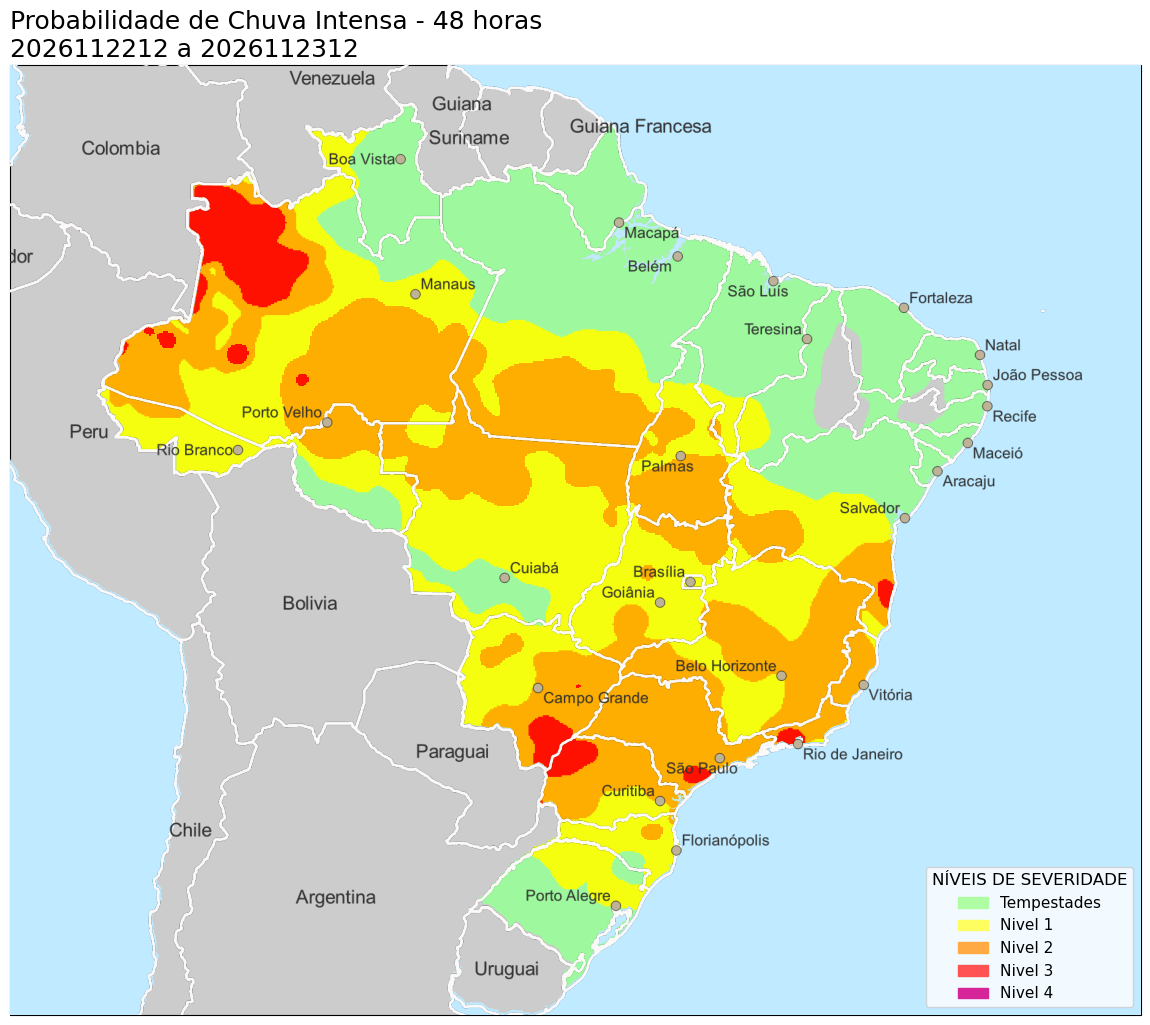 Probabilidade de Chuva Intensa - 48 horas
2026112212 a 2026112312
Venezuela
Guiana
Suriname
Guiana Francesa
Colombia
Boa Vista
Macapá
dor
Belém
Manaus
São Luís
Fortaleza
Teresina
Natal
João Pessoa
Recife
Porto Velho
Peru
Rio Branco
Palmas
Maceió
Aracaju
Salvador
Cuiabá
Brasília
Goiânia
Bolivia
Belo Horizonte
Campo Grande
Vitória
Paraguai
Rio de Janeiro
São Paulo
Curitiba
Chile
Florianópolis
Argentina
Porto Alegre
Uruguai
NÍVEIS DE SEVERIDADE
Tempestades
Nivel 1
Nivel 2
Nivel 3
Nivel 4